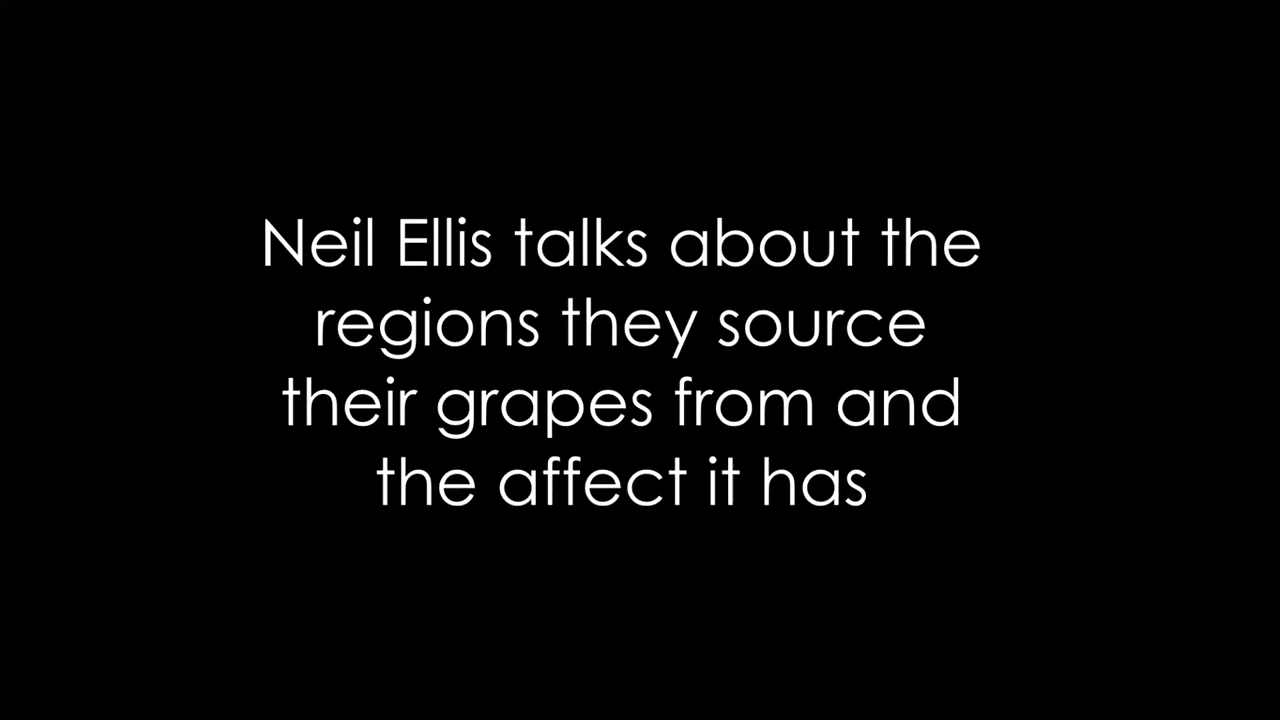 Neil Ellis talks about the
regions they source
their grapes from and
the affect it has